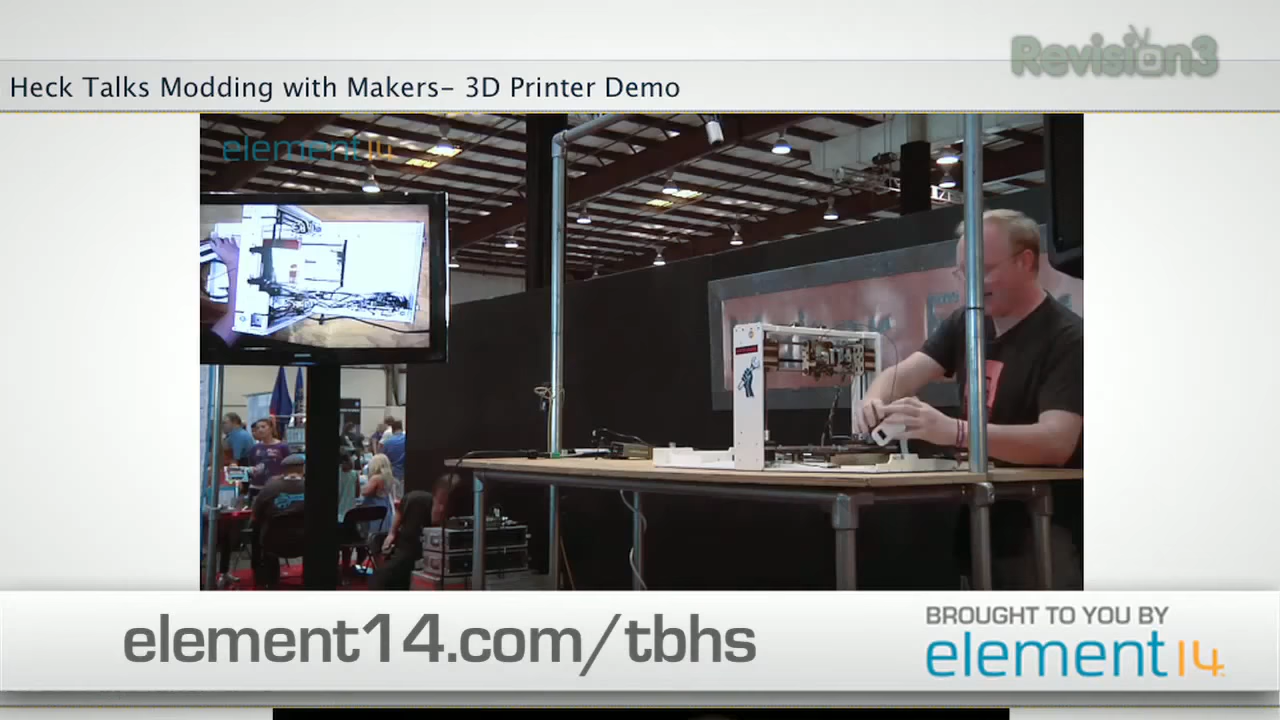 Revision3
Heck Talks Modding with Makers– 3D Printer Demo
element14
element14.com/tbhs
BROUGHT TO YOU BY
element14